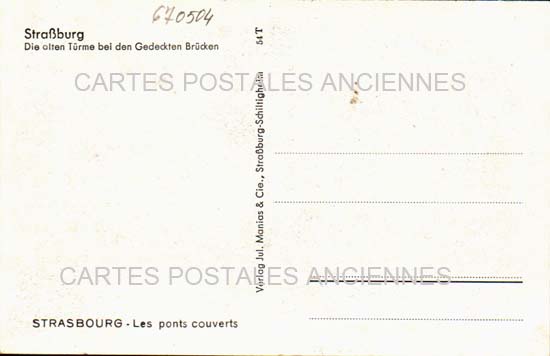 670504
Straßburg
Die alten Türme bei den Gedeckten Brücken
54 T
CARTES POSTALES ANCIENNES
Verlag Jul. Manias & Cie., Straßburg-Schiltigheim
CARTES POSTALES ANCIENNES
STRASBOURG - Les ponts couverts